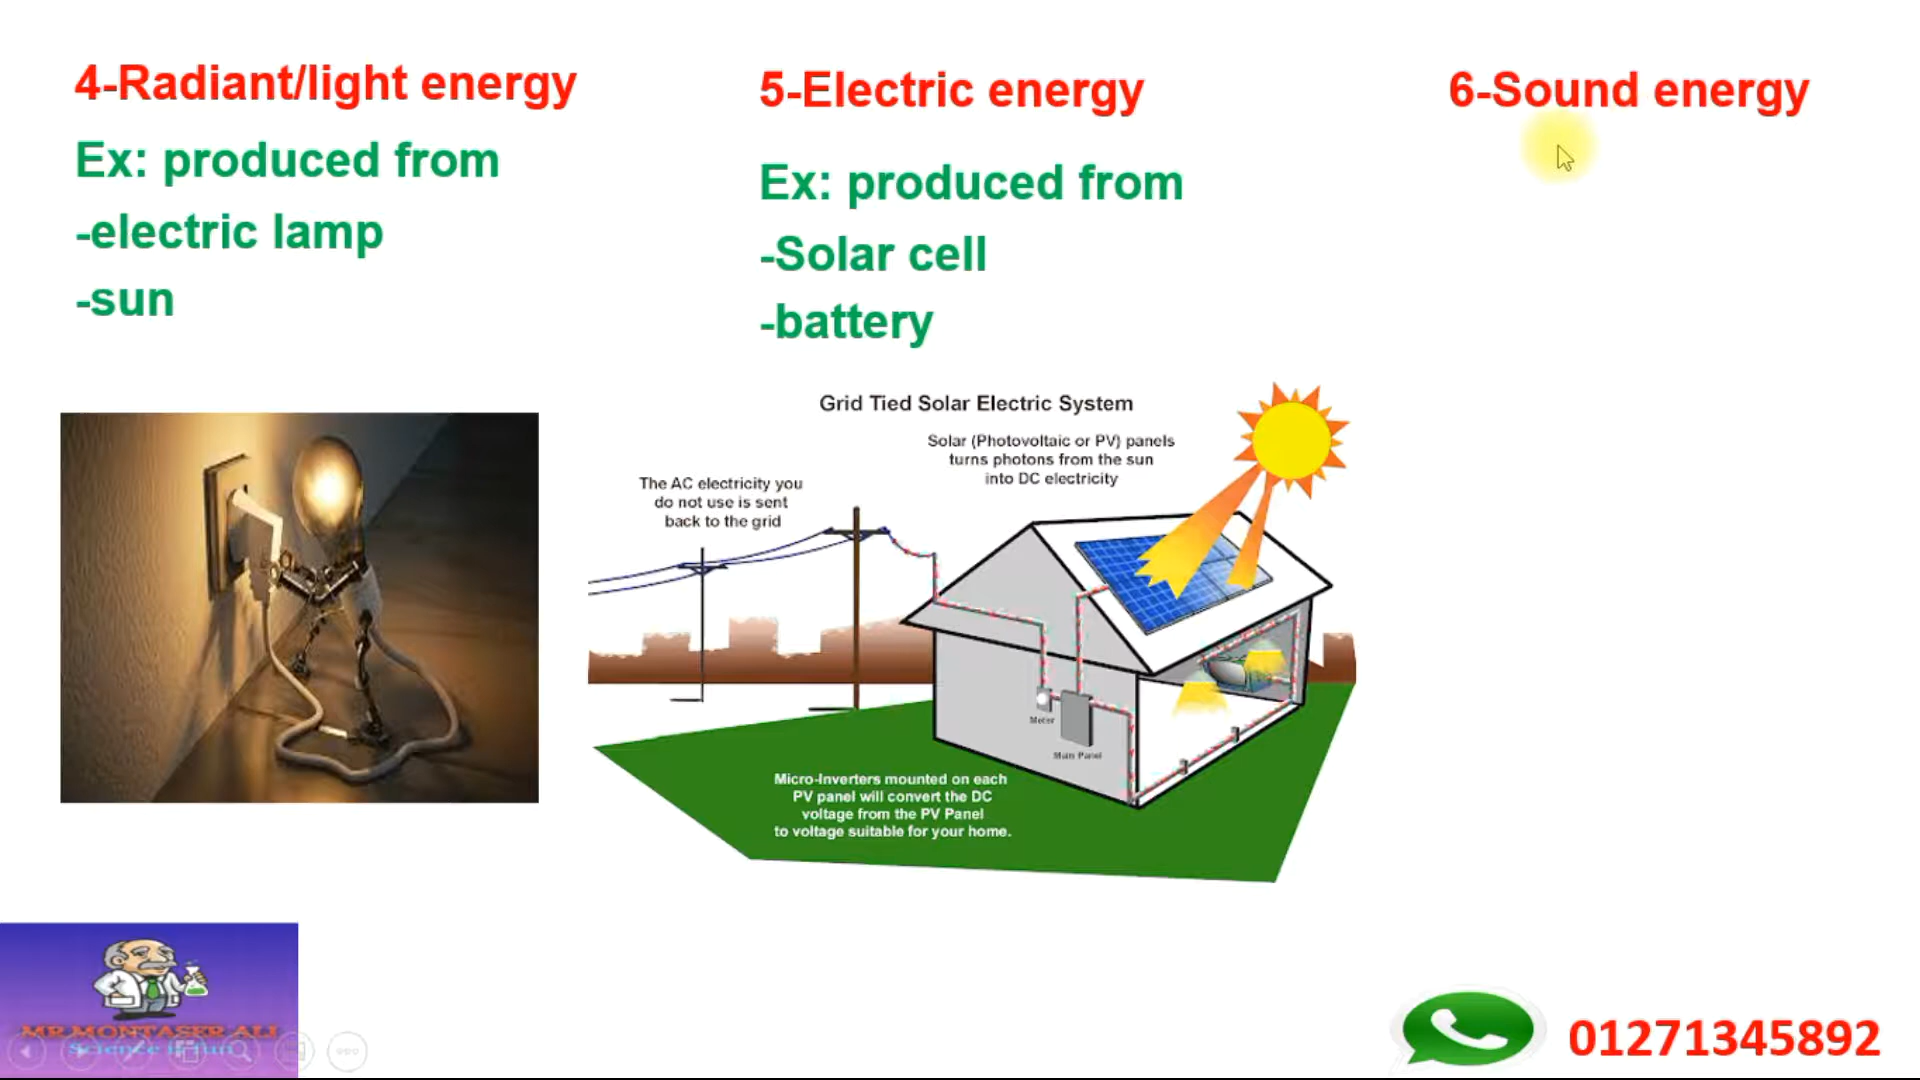 4-Radiant/light energy
Ex: produced from
-electric lamp
-sun
5-Electric energy
Ex: produced from
-Solar cell
-battery
6-Sound energy
Grid Tied Solar Electric System
Solar (Photovoltaic or PV) panels
turns photons from the sun
into DC electricity
The AC electricity you
do not use is sent
back to the grid
Meter
Main Panel
Micro-Inverters mounted on each
PV panel will convert the DC
voltage from the PV Panel
to voltage suitable for your home.
MR.MONTASER ALI
Science is fun
01271345892